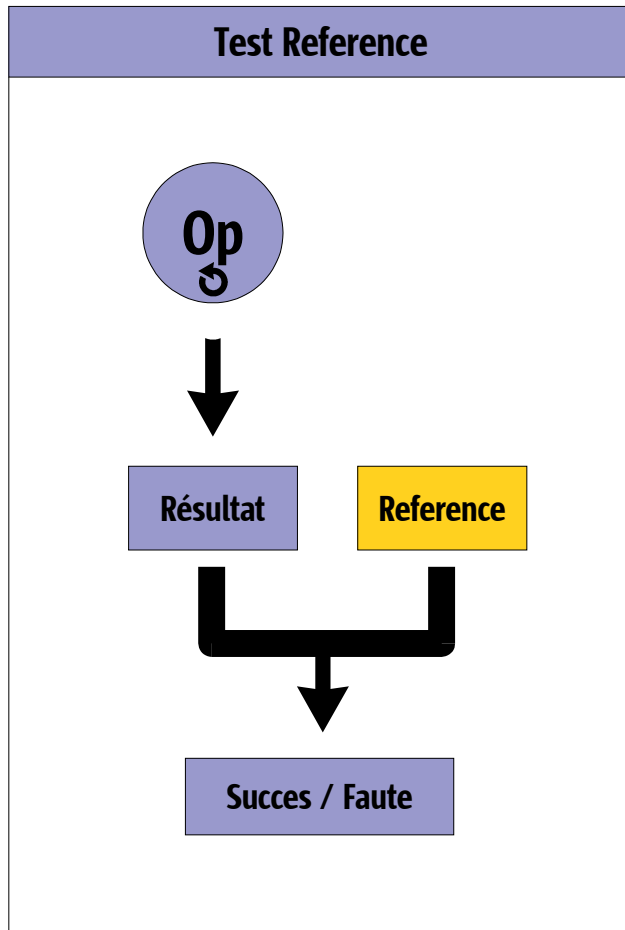 Test Reference
Op
Résultat
Reference
Succes / Faute